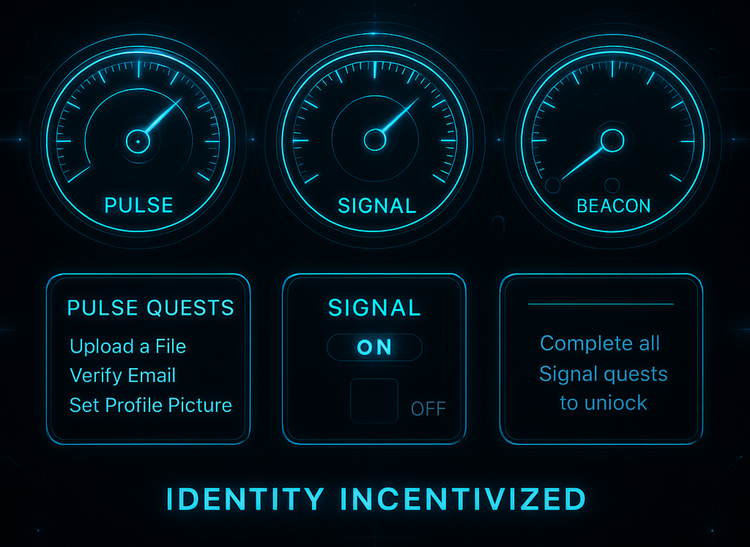 PULSE
SIGNAL
BEACON
PULSE QUESTS
Upload a File
Verify Email
Set Profile Picture
SIGNAL
ON
OFF
Complete all
Signal quests
to uniock
IDENTITY INCENTIVIZED